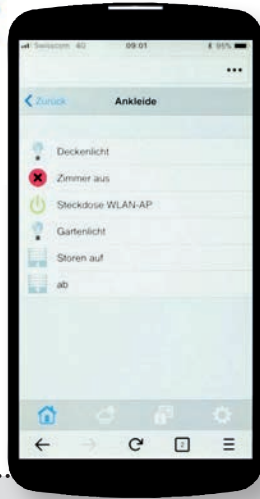 Swisscom 4G 09:01 95%
•••
Zurück Ankleide
Deckenlicht
Zimmer aus
Steckdose WLAN-AP
Gartenlicht
Storen auf
ab
2
...